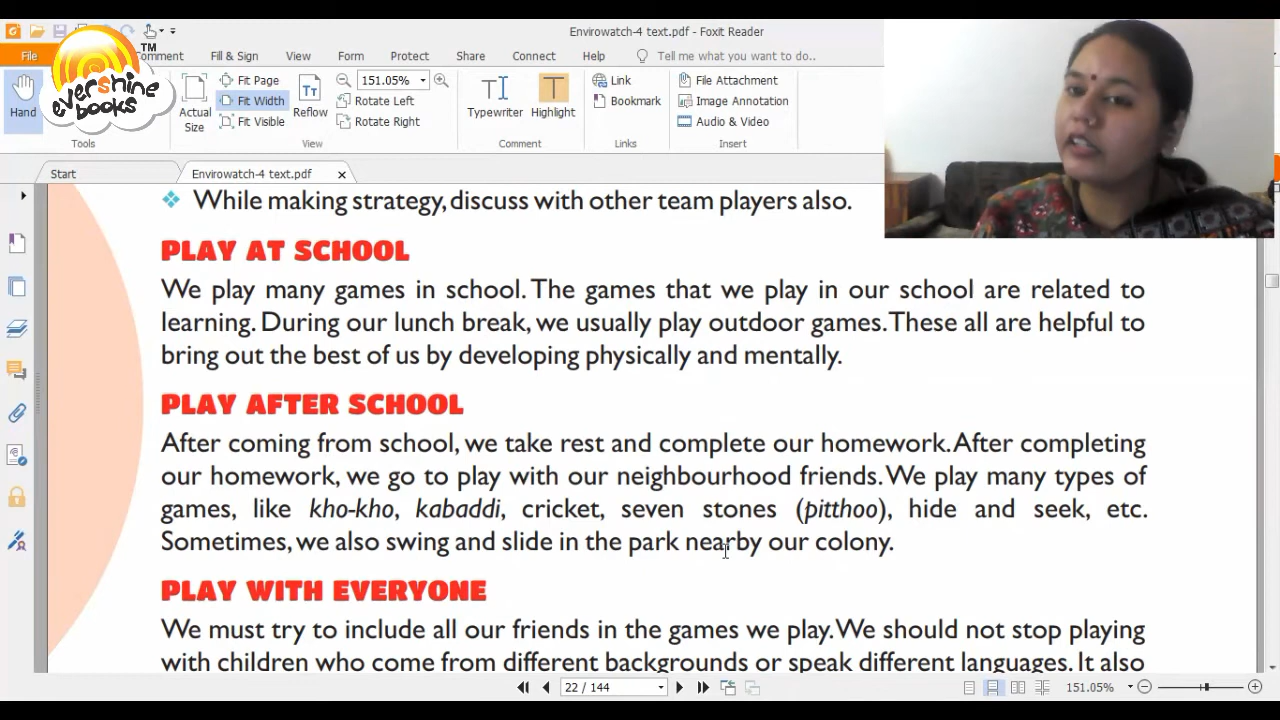 Envirowatch-4 text.pdf - Foxit Reader
File
Comment
Fill & Sign
View
Form
Protect
Share
Connect
Help
Tell me what you want to do..
TM
evershine
books
Hand
Tools
Actual
Size
Fit Page
Fit Width
Fit Visible
Reflow
151.05%
Rotate Left
Rotate Right
View
Typewriter
Highlight
Comment
Link
Bookmark
Links
File Attachment
Image Annotation
Audio & Video
Insert
Start
Envirowatch-4 text.pdf
While making strategy, discuss with other team players also.
PLAY AT SCHOOL
We play many games in school. The games that we play in our school are related to
learning. During our lunch break, we usually play outdoor games. These all are helpful to
bring out the best of us by developing physically and mentally.
PLAY AFTER SCHOOL
After coming from school, we take rest and complete our homework. After completing
our homework, we go to play with our neighbourhood friends. We play many types of
games, like kho-kho, kabaddi, cricket, seven stones (pitthoo), hide and seek, etc.
Sometimes, we also swing and slide in the park nearby our colony.
PLAY WITH EVERYONE
We must try to include all our friends in the games we play. We should not stop playing
with children who come from different backgrounds or speak different languages. It also
22 / 144
151.05%